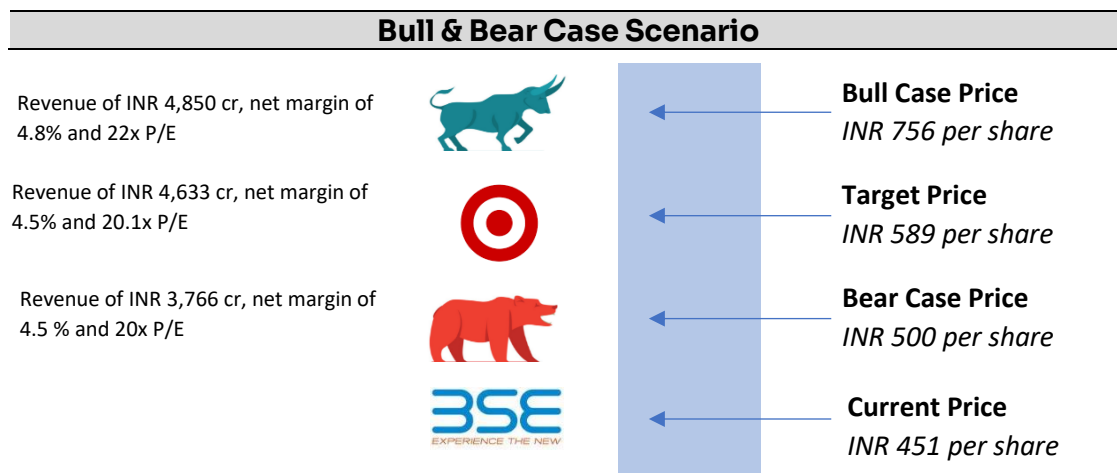 Bull & Bear Case Scenario
Revenue of INR 4,850 cr, net margin of
4.8% and 22x P/E
Bull Case Price
INR 756 per share
Revenue of INR 4,633 cr, net margin of
4.5% and 20.1x P/E
Target Price
INR 589 per share
Revenue of INR 3,766 cr, net margin of
4.5 % and 20x P/E
Bear Case Price
INR 500 per share
BSE
EXPERIENCE THE NEW
Current Price
INR 451 per share